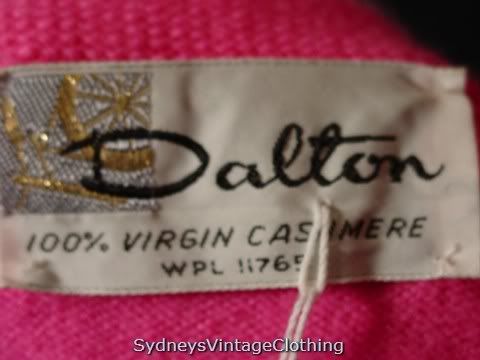 Dalton
100% VIRGIN CASHMERE
WPL 11765
SydneysVintageClothing